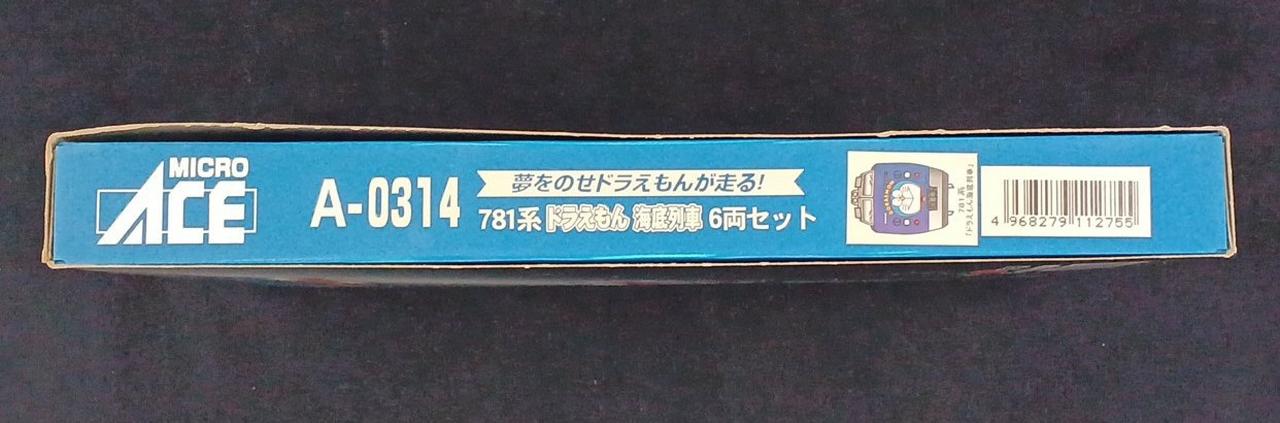 MICRO
ACE
A-0314
夢をのせドラえもんが走る!
781系 ドラえもん 海底列車 6両セット
781系
「ドラえもん海底列車」
4 968279 112755